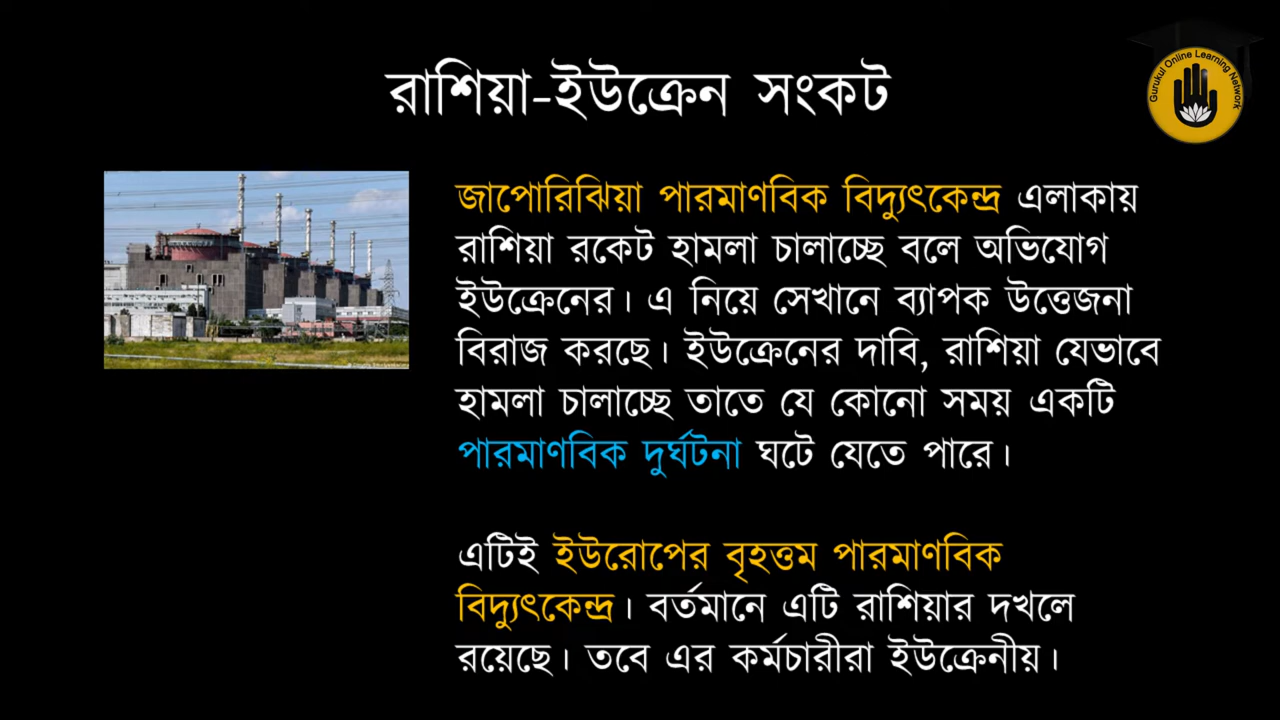 রাশিয়া-ইউক্রেন সংকট
Gurukul Online Learning Network
জাপোরিঝিয়া পারমাণবিক বিদ্যুৎকেন্দ্র এলাকায়
রাশিয়া রকেট হামলা চালাচ্ছে বলে অভিযোগ
ইউক্রেনের। এ নিয়ে সেখানে ব্যাপক উত্তেজনা
বিরাজ করছে। ইউক্রেনের দাবি, রাশিয়া যেভাবে
হামলা চালাচ্ছে তাতে যে কোনো সময় একটি
পারমাণবিক দুর্ঘটনা ঘটে যেতে পারে।
এটিই ইউরোপের বৃহত্তম পারমাণবিক
বিদ্যুৎকেন্দ্র। বর্তমানে এটি রাশিয়ার দখলে
রয়েছে। তবে এর কর্মচারীরা ইউক্রেনীয়।